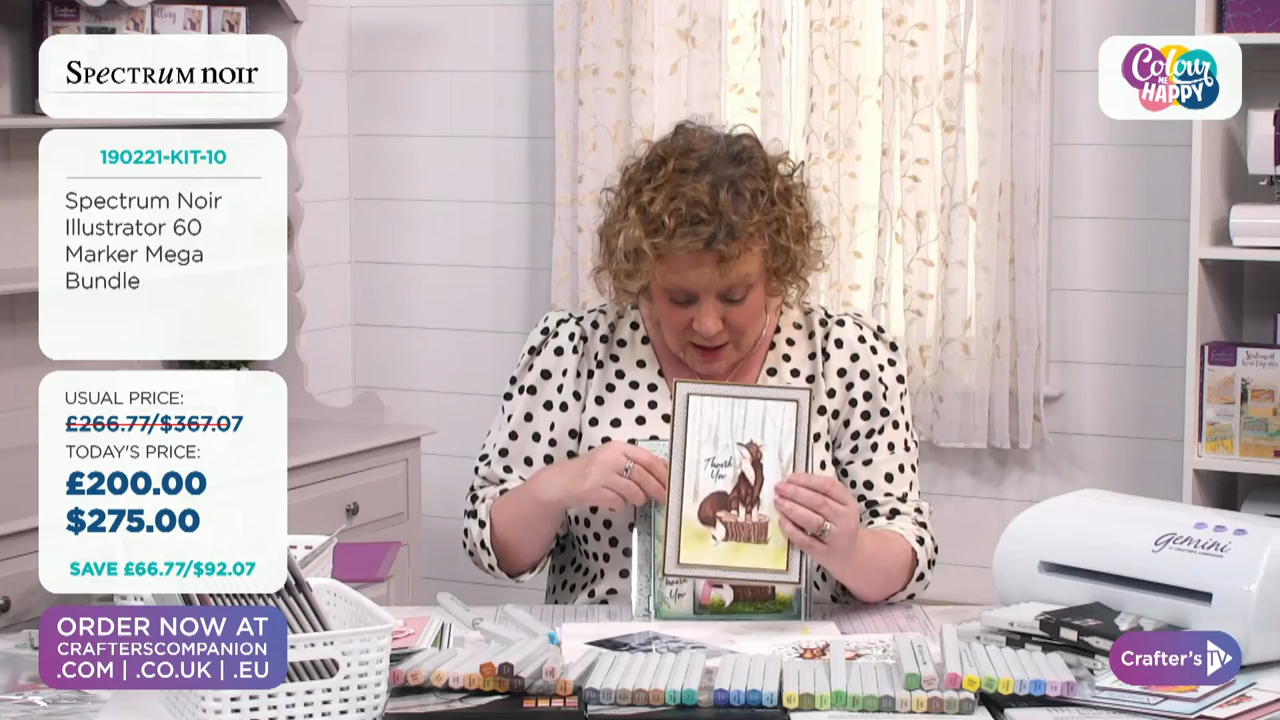 Spectrum noir
190221-KIT-10
Spectrum Noir
Illustrator 60
Marker Mega
Bundle
USUAL PRICE:
£266.77/$367.07
TODAY'S PRICE:
£200.00
$275.00
SAVE £66.77/$92.07
ORDER NOW AT
CRAFTERSCOMPANION
.COM | .CO.UK | .EU
Colour
ME
HAPPY
Thank
You
Thank
You
gemini
Crafter's TV